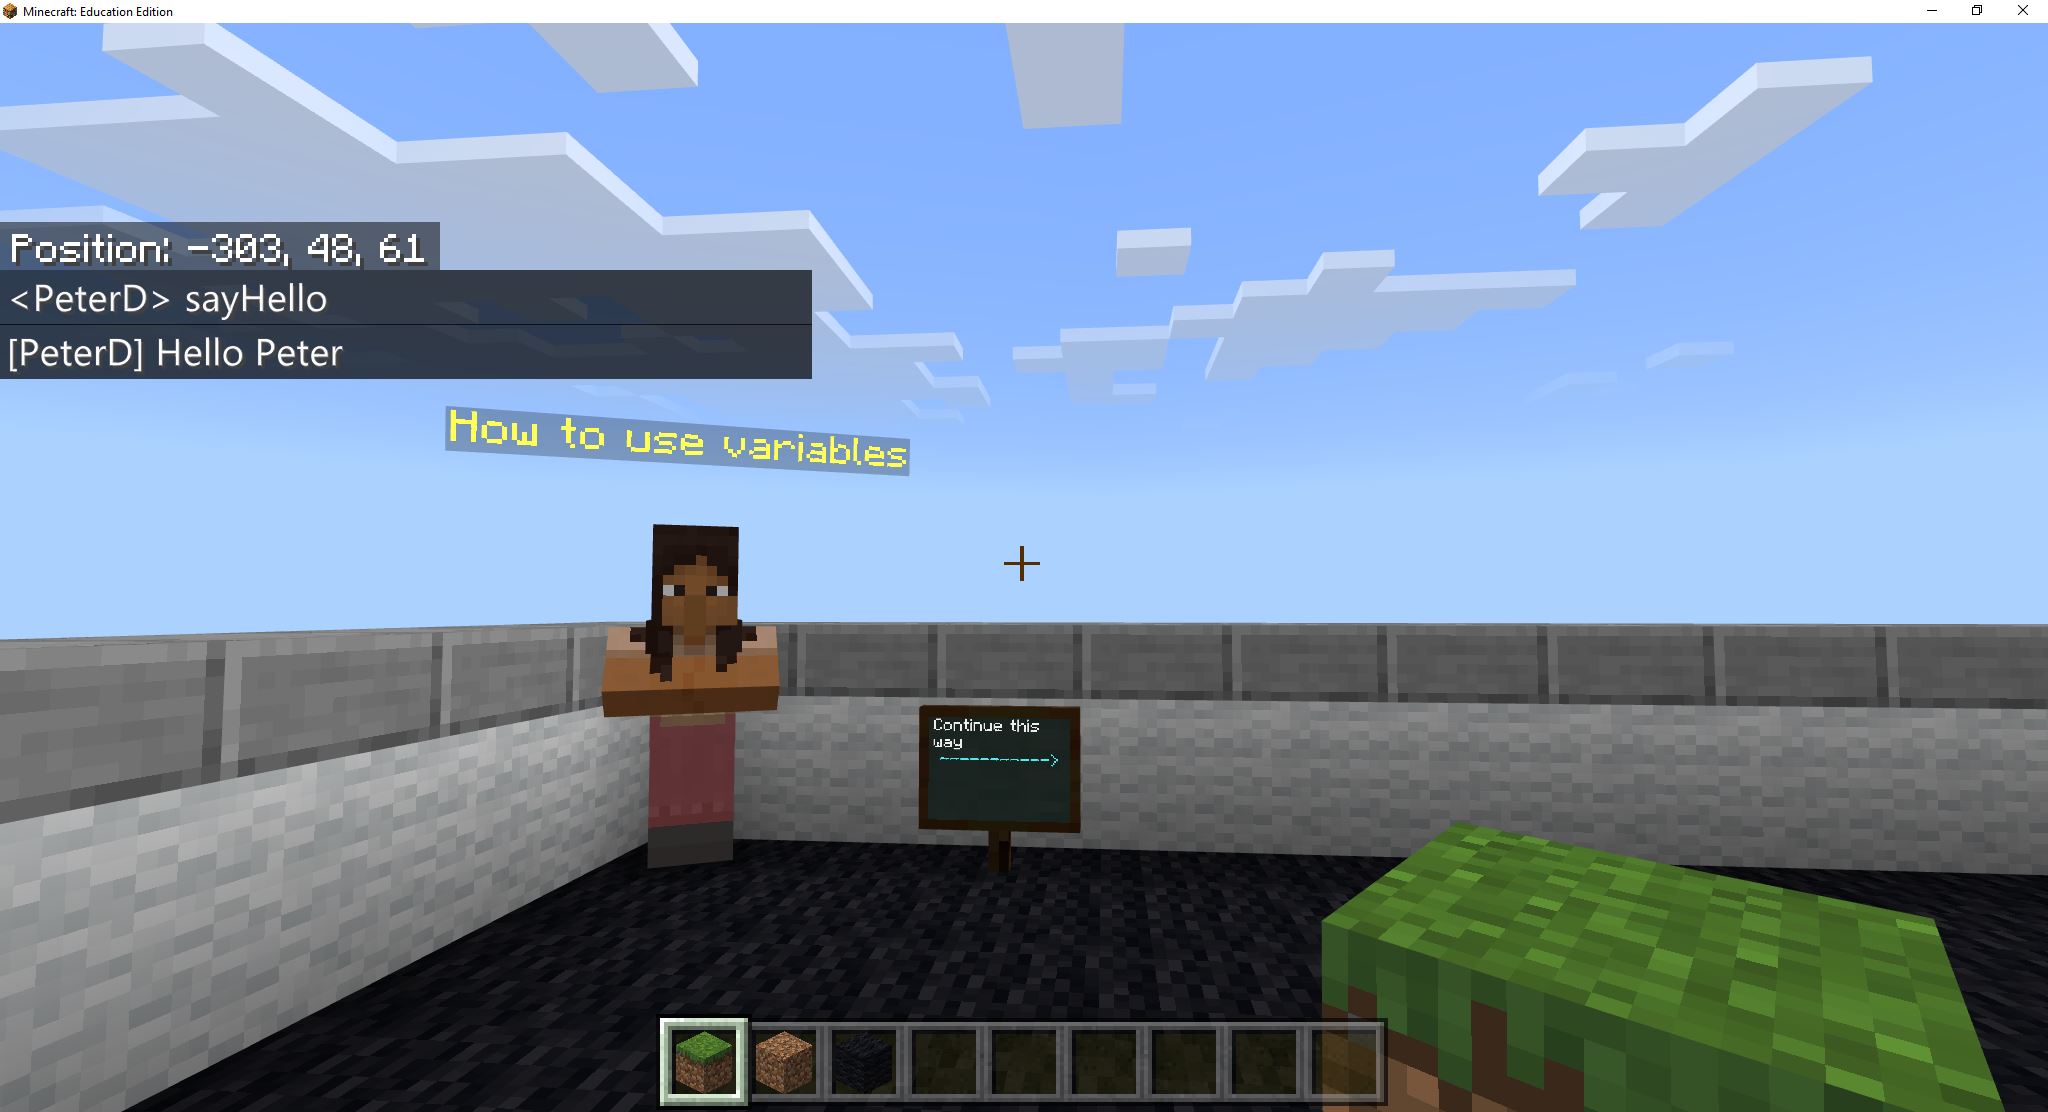 Minecraft: Education Edition
Position: -303, 48, 61
<PeterD> sayHello
[PeterD] Hello Peter
How to use variables
Continue this
way
----------->